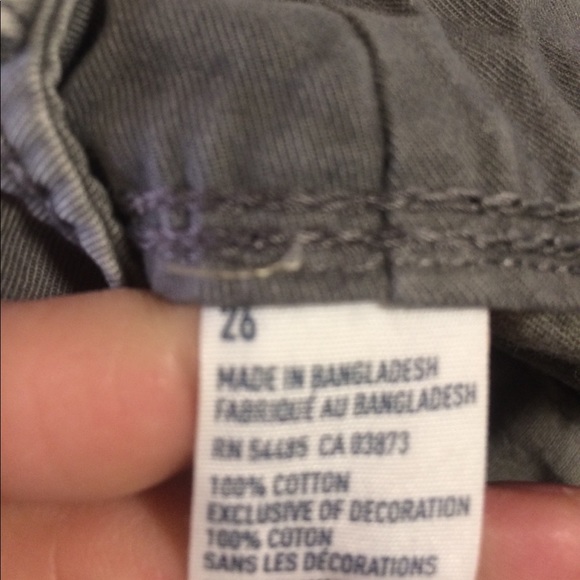 26
MADE IN BANGLADESH
FABRIQUÉ AU BANGLADESH
RN 54485 CA 03873
100% COTTON
EXCLUSIVE OF DECORATION
100% COTON
SANS LES DÉCORATIONS